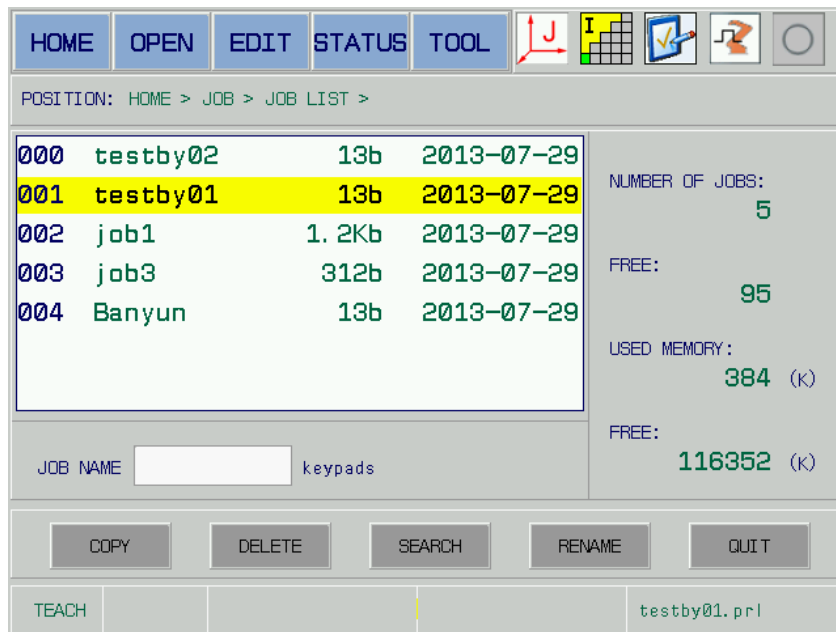 HOME OPEN EDIT STATUS TOOL J I
POSITION: HOME > JOB > JOB LIST >
000 testby02 13b 2013-07-29
001 testby01 13b 2013-07-29
002 job1 1.2Kb 2013-07-29
003 job3 312b 2013-07-29
004 Banyun 13b 2013-07-29
NUMBER OF JOBS:
5
FREE:
95
USED MEMORY:
384 (K)
FREE:
116352 (K)
JOB NAME keypads
COPY DELETE SEARCH RENAME QUIT
TEACH testby01.prl